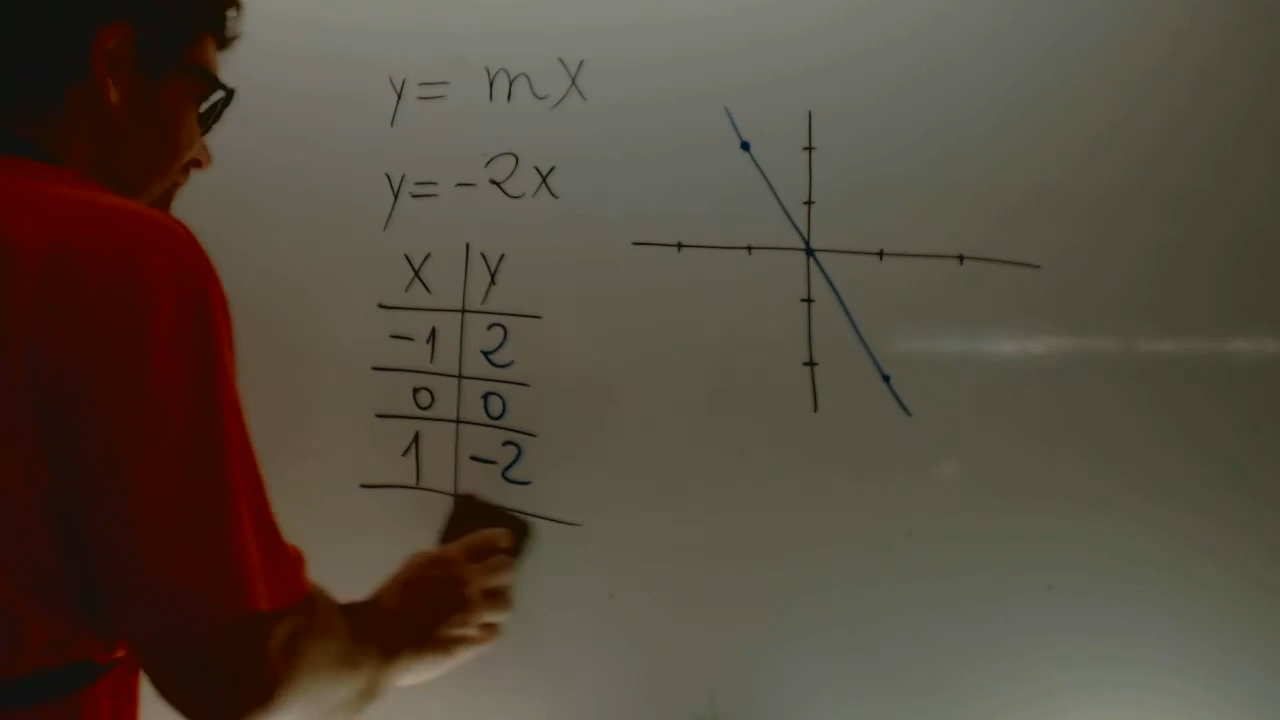 y = mx
y = -2x
x y
-1 2
0 0
1 -2